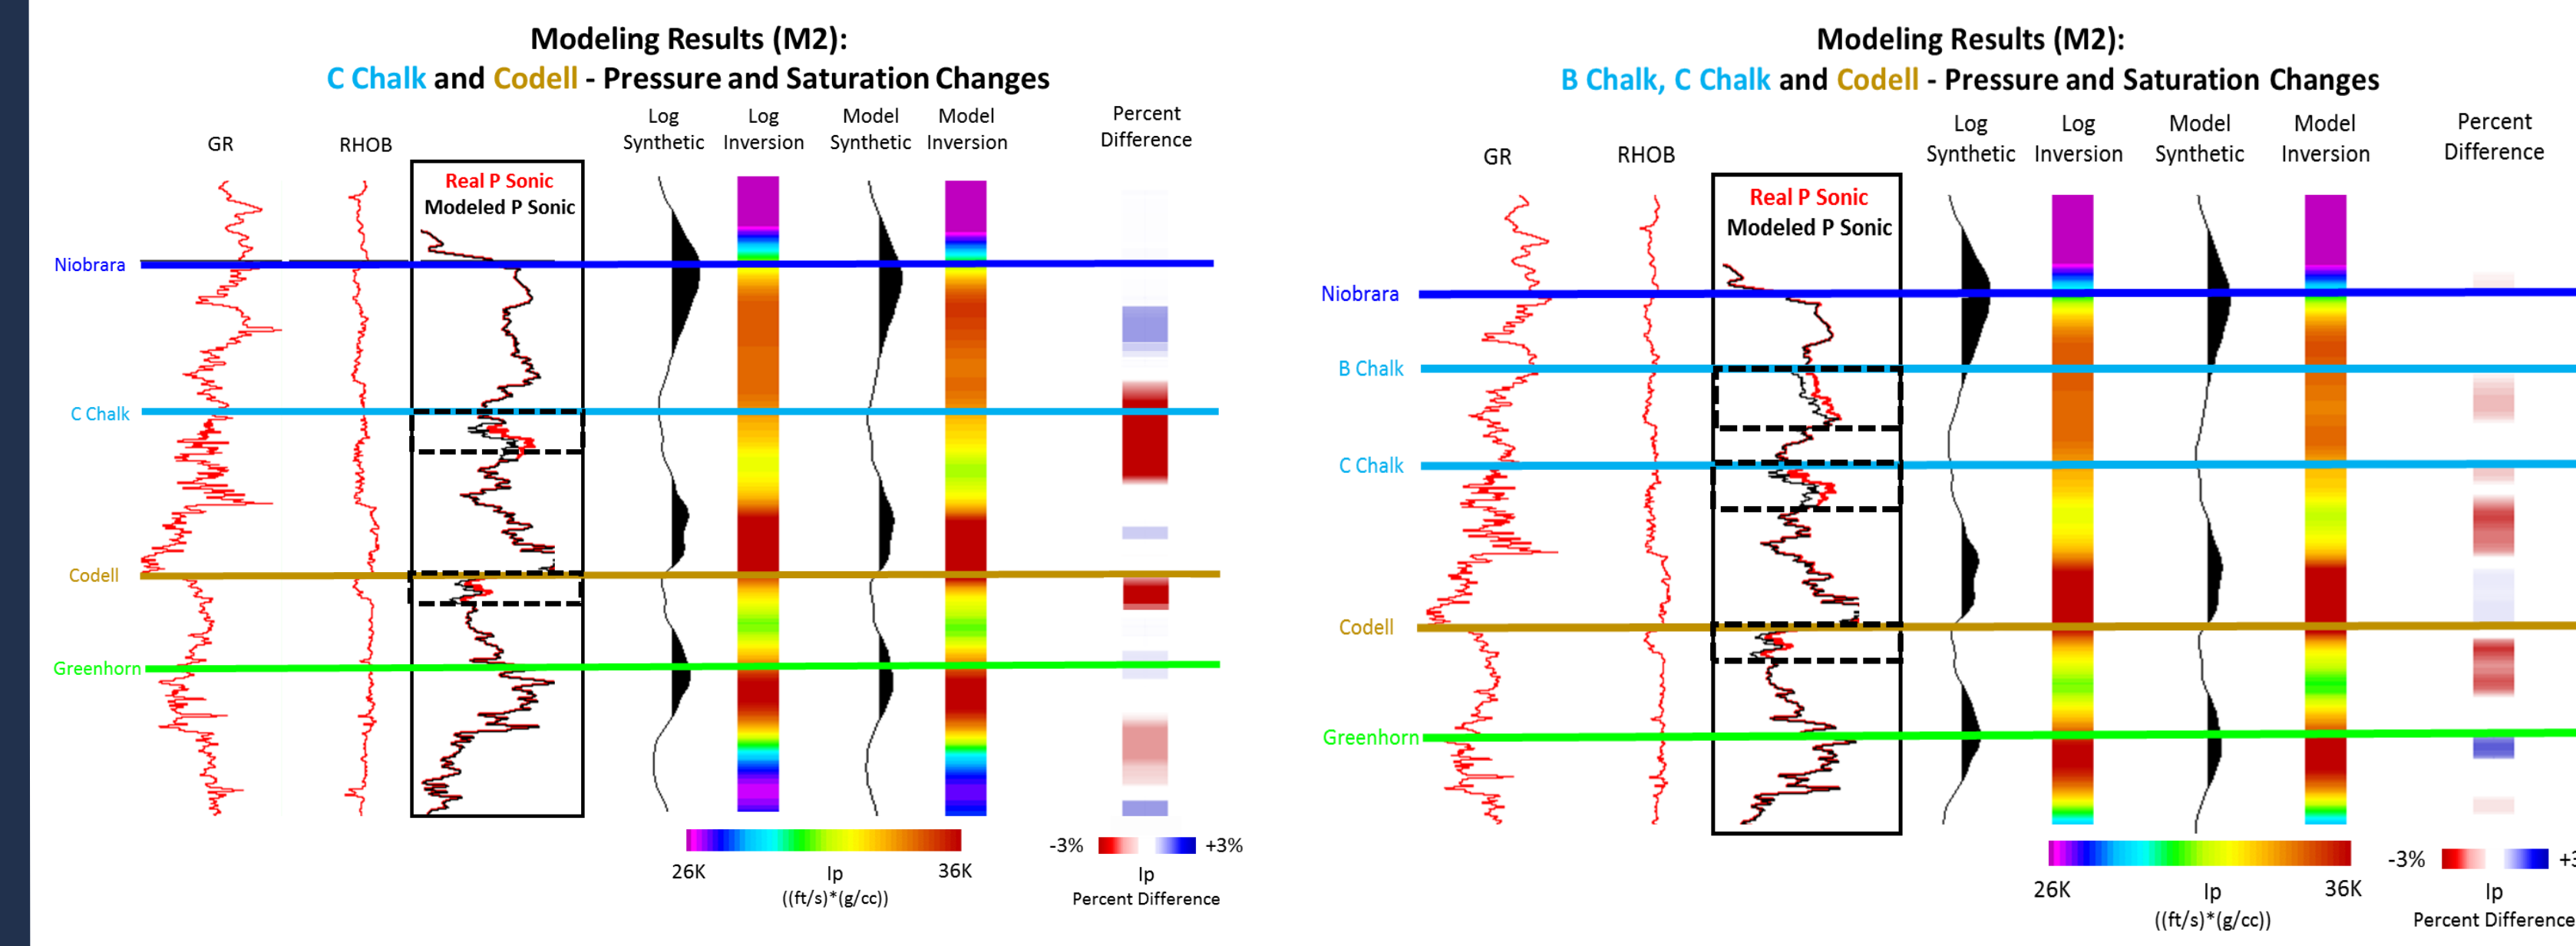 Modeling Results (M2):
C Chalk and Codell - Pressure and Saturation Changes
GR
RHOB
Real P Sonic
Modeled P Sonic
Log
Synthetic
Log
Inversion
Model
Synthetic
Model
Inversion
Percent
Difference
Niobrara
C Chalk
Codell
Greenhorn
26K
36K
Ip
((ft/s)*(g/cc))
-3%
+3%
Ip
Percent Difference
Modeling Results (M2):
B Chalk, C Chalk and Codell - Pressure and Saturation Changes
GR
RHOB
Real P Sonic
Modeled P Sonic
Log
Synthetic
Log
Inversion
Model
Synthetic
Model
Inversion
Percent
Difference
Niobrara
B Chalk
C Chalk
Codell
Greenhorn
26K
36K
Ip
((ft/s)*(g/cc))
-3%
+3
Ip
Percent Difference